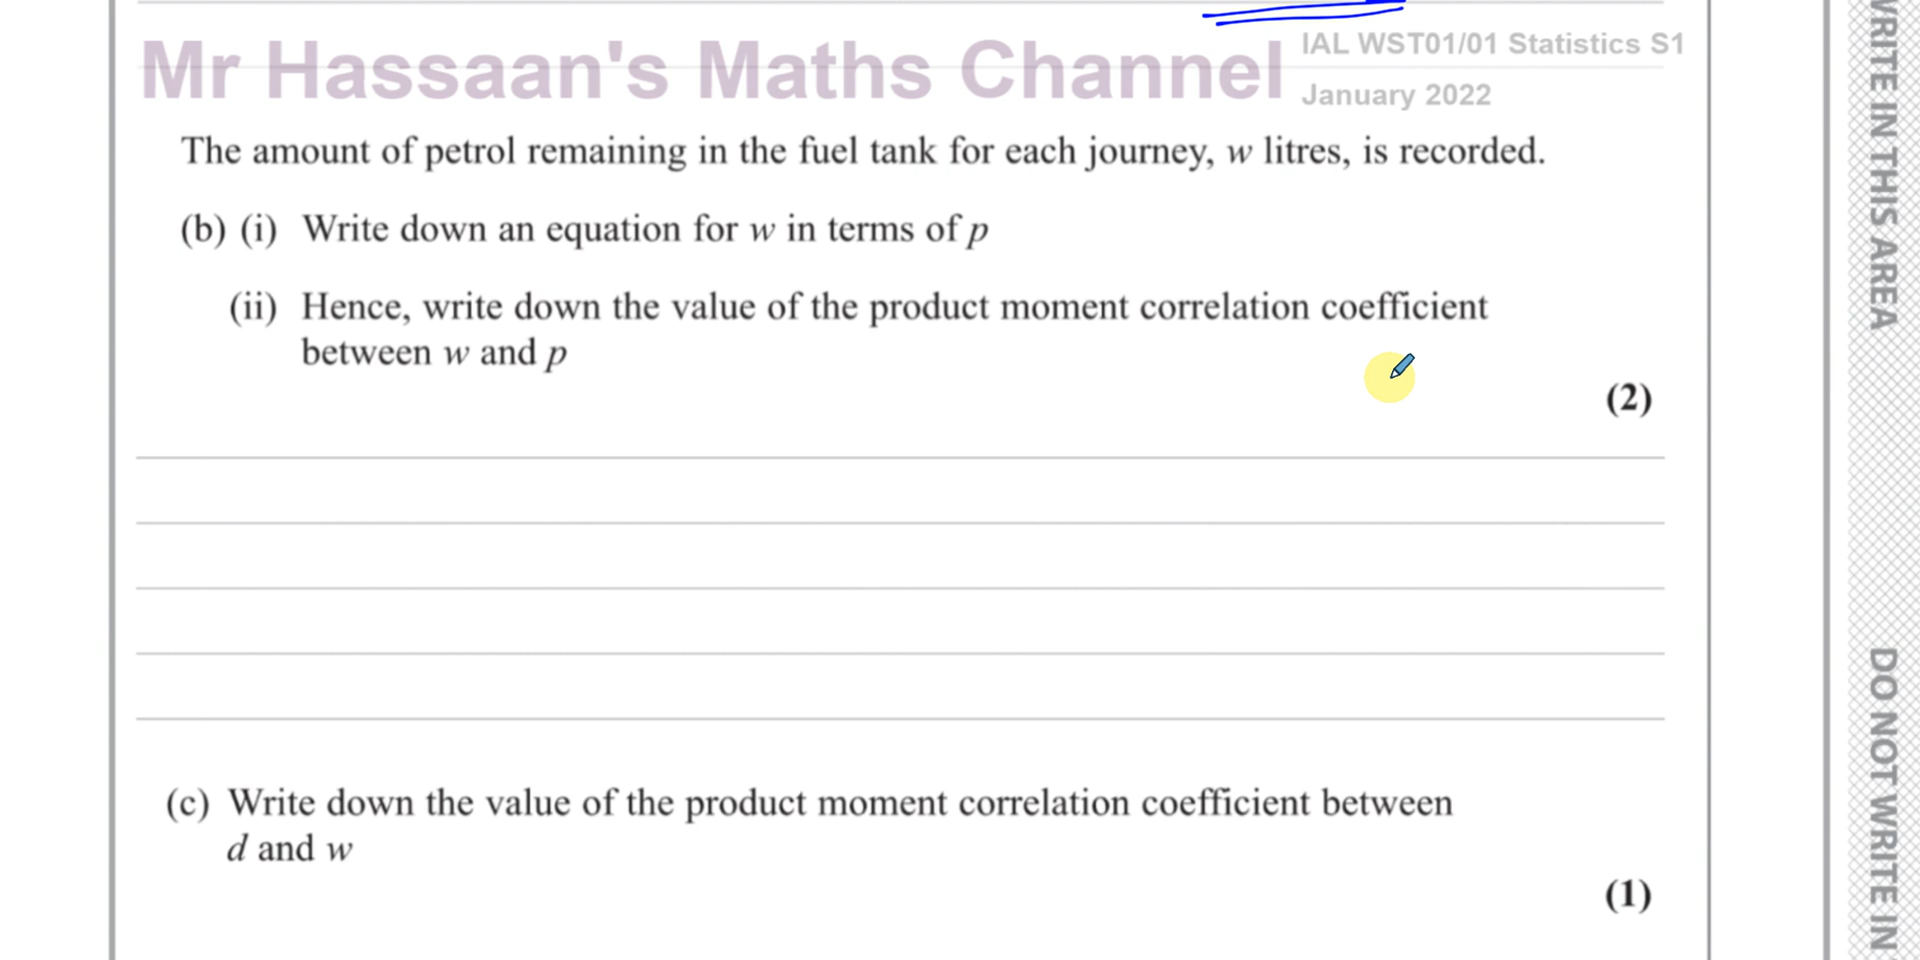 Mr Hassaan's Maths Channel
IAL WST01/01 Statistics S1
January 2022
The amount of petrol remaining in the fuel tank for each journey, w litres, is recorded.
(b) (i) Write down an equation for w in terms of p
(ii) Hence, write down the value of the product moment correlation coefficient
between w and p
(2)
(c) Write down the value of the product moment correlation coefficient between
d and w
(1)
WRITE IN THIS AREA
DO NOT WRITE IN